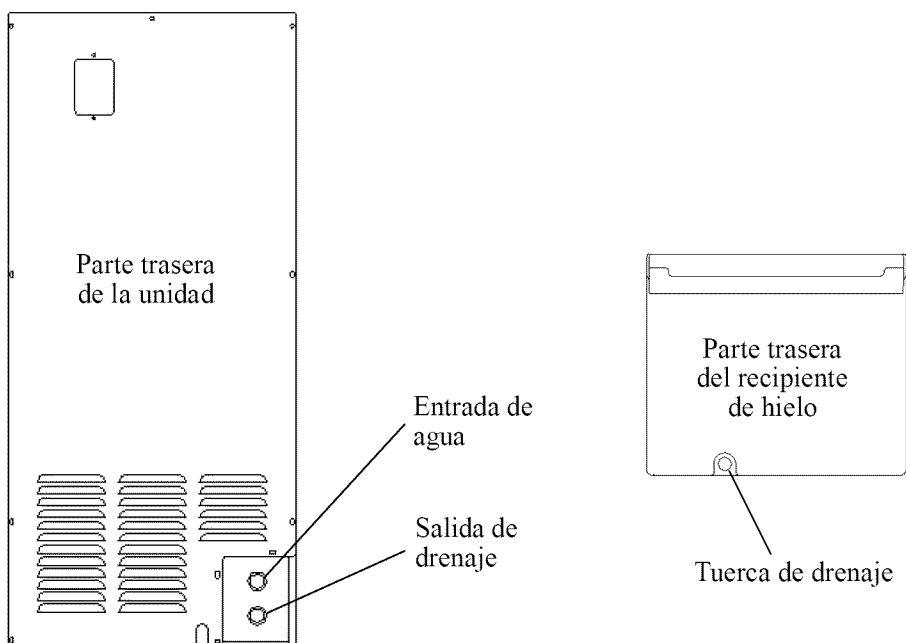 Parte trasera
de la unidad
Entrada de
agua
Salida de
drenaje
Parte trasera
del recipiente
de hielo
Tuerca de drenaje